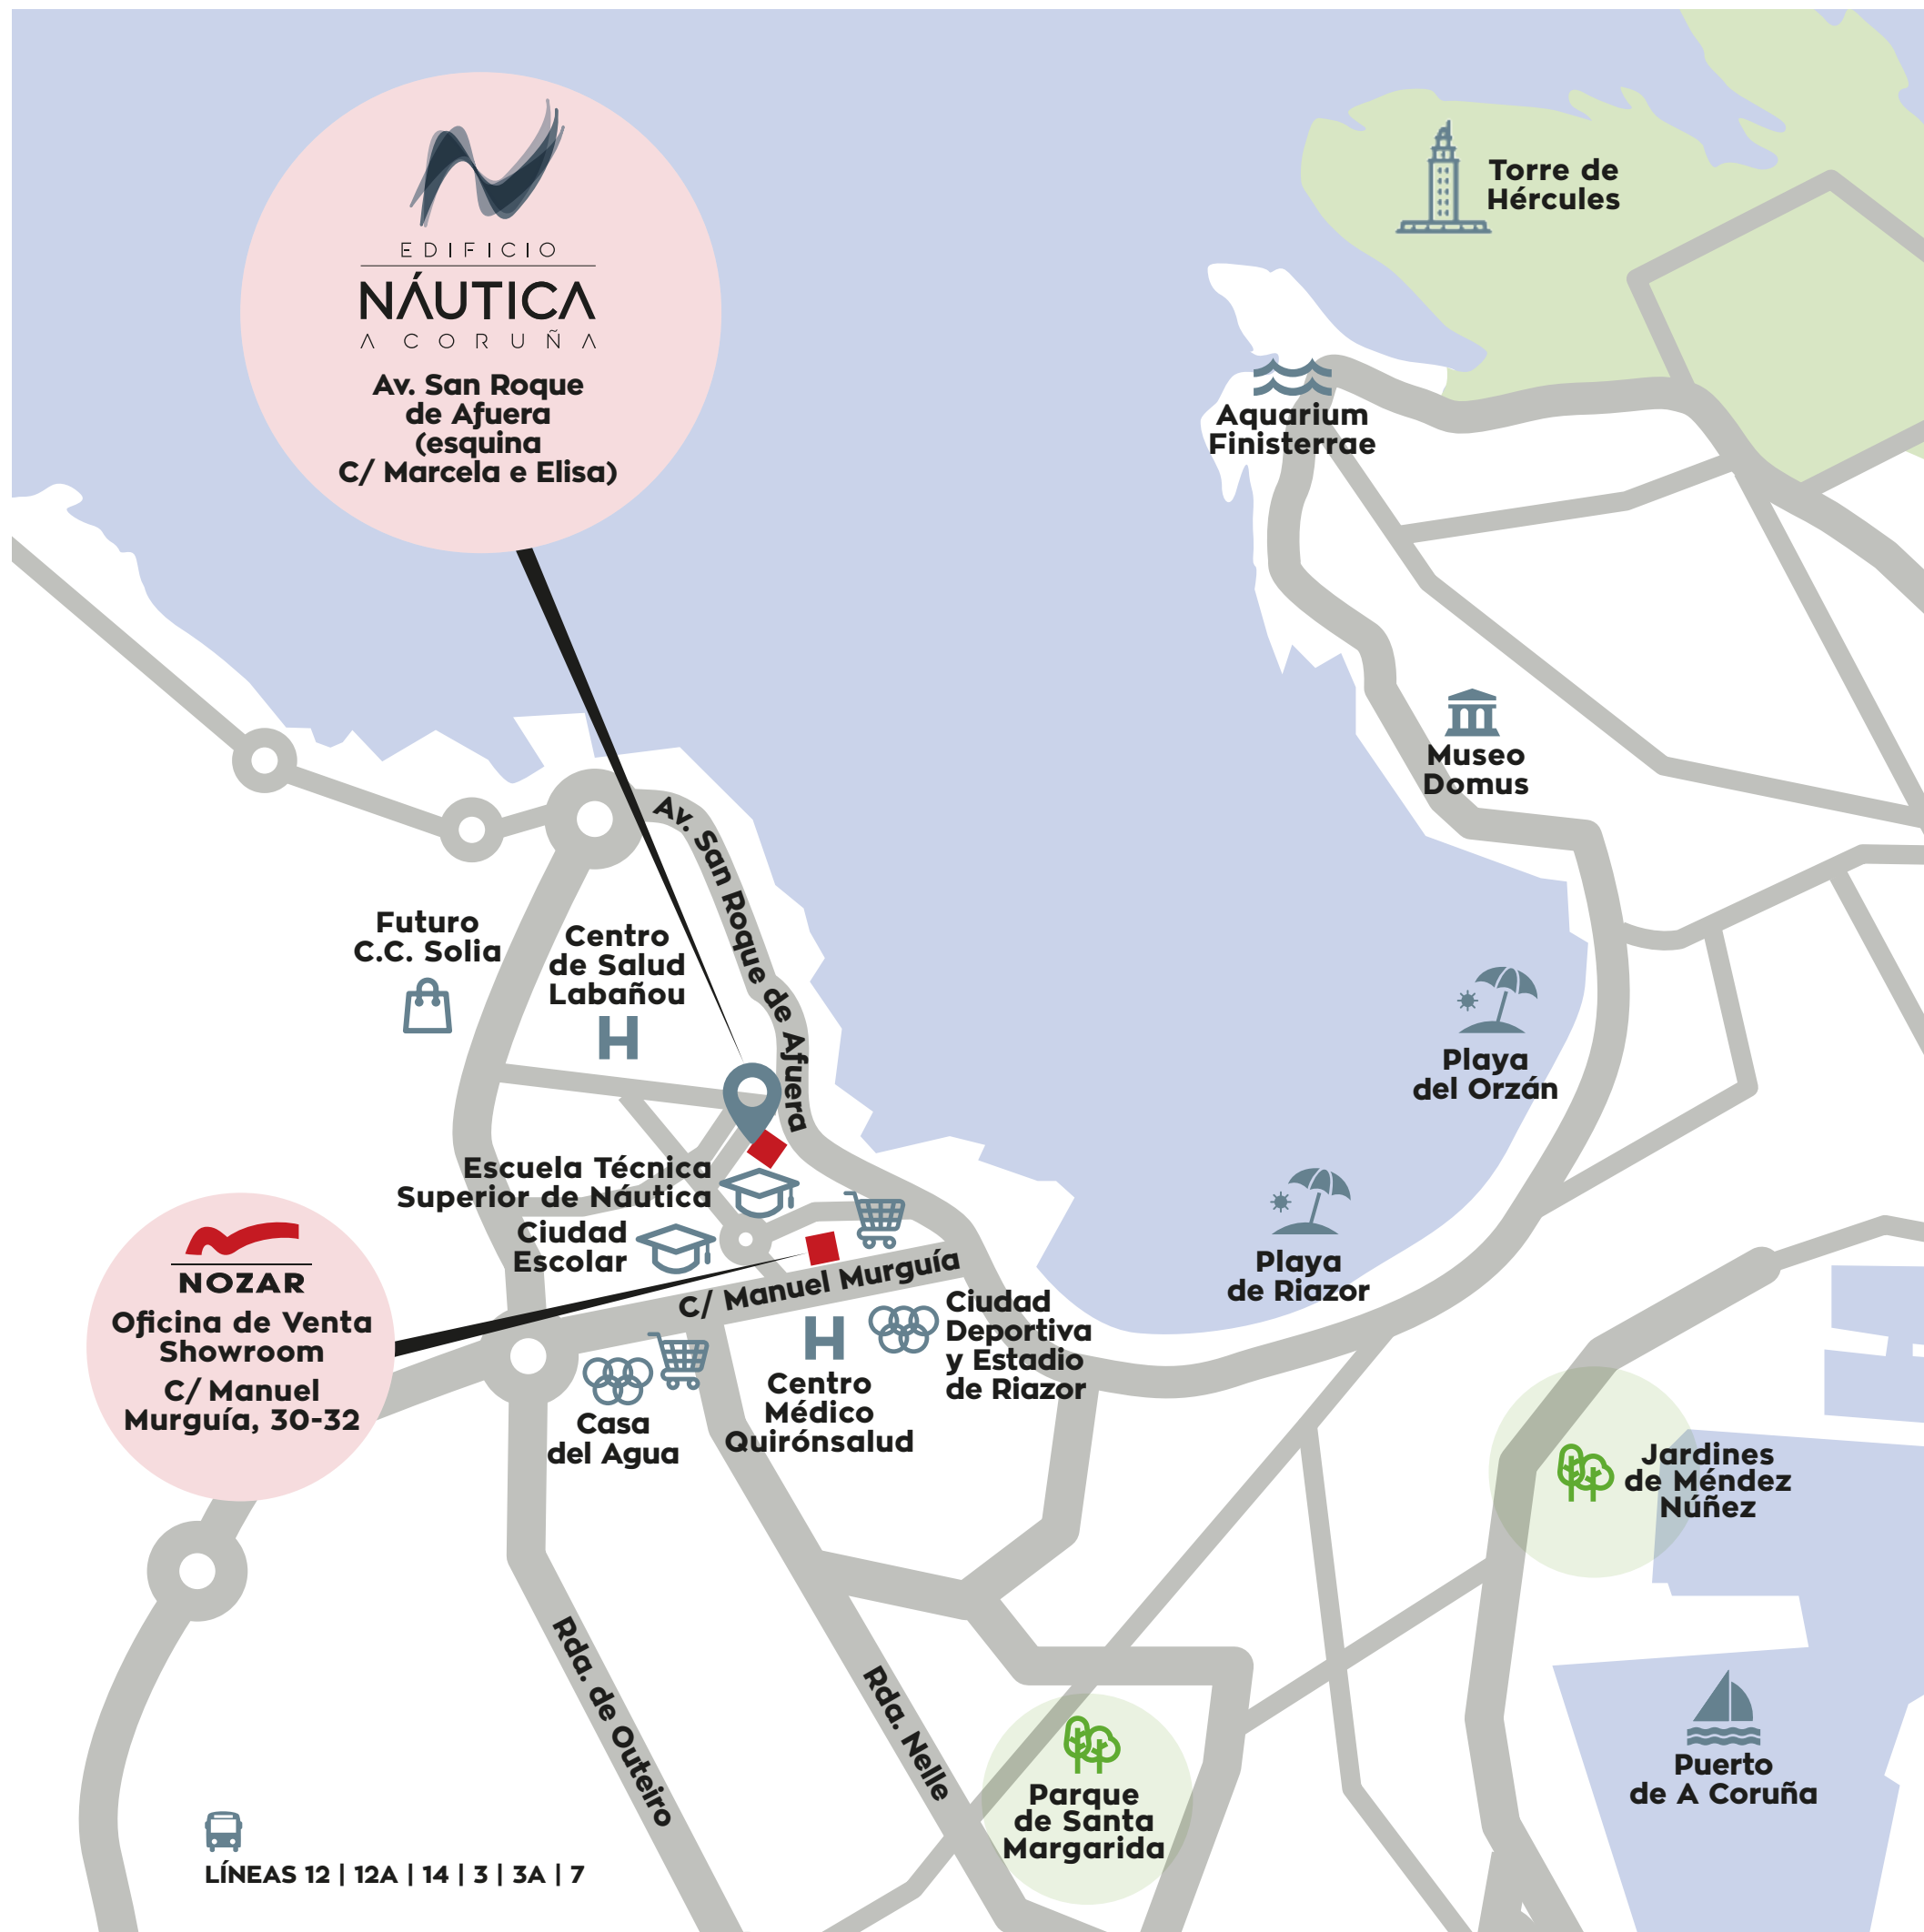 EDIFICIO
NÁUTICA
A CORUÑA
Av. San Roque
de Afuera
(esquina
C/ Marcela e Elisa)
Torre de
Hércules
Aquarium
Finisterrae
Museo
Domus
Av. San Roque de Afuera
Futuro
C.C. Solia
Centro
de Salud
Labañou
H
Playa
del Orzán
Escuela Técnica
Superior de Náutica
Ciudad
Escolar
Playa
de Riazor
NOZAR
Oficina de Venta
Showroom
C/ Manuel
Murguía, 30-32
C/ Manuel Murguía
Ciudad
Deportiva
y Estadio
de Riazor
H
Centro
Médico
Quirónsalud
Casa
del Agua
Jardines
de Méndez
Núñez
Rda. de Outeiro
Rda. Nelle
Parque
de Santa
Margarida
Puerto
de A Coruña
LÍNEAS 12 | 12A | 14 | 3 | 3A | 7